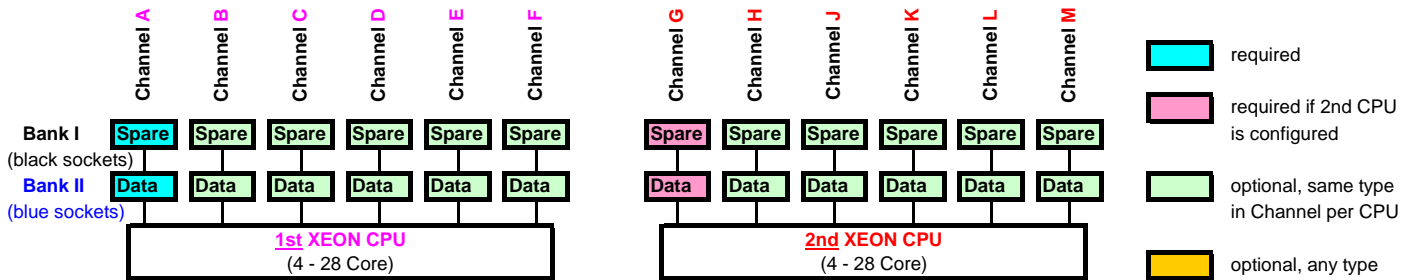 Channel A
Channel B
Channel C
Channel D
Channel E
Channel F
Channel G
Channel H
Channel J
Channel K
Channel L
Channel M
Bank I
(black sockets)
Spare Spare Spare Spare Spare Spare Spare Spare Spare Spare Spare Spare
Bank II
(blue sockets)
Data Data Data Data Data Data Data Data Data Data Data Data
1st XEON CPU
(4 - 28 Core)
2nd XEON CPU
(4 - 28 Core)
required
required if 2nd CPU
is configured
optional, same type
in Channel per CPU
optional, any type